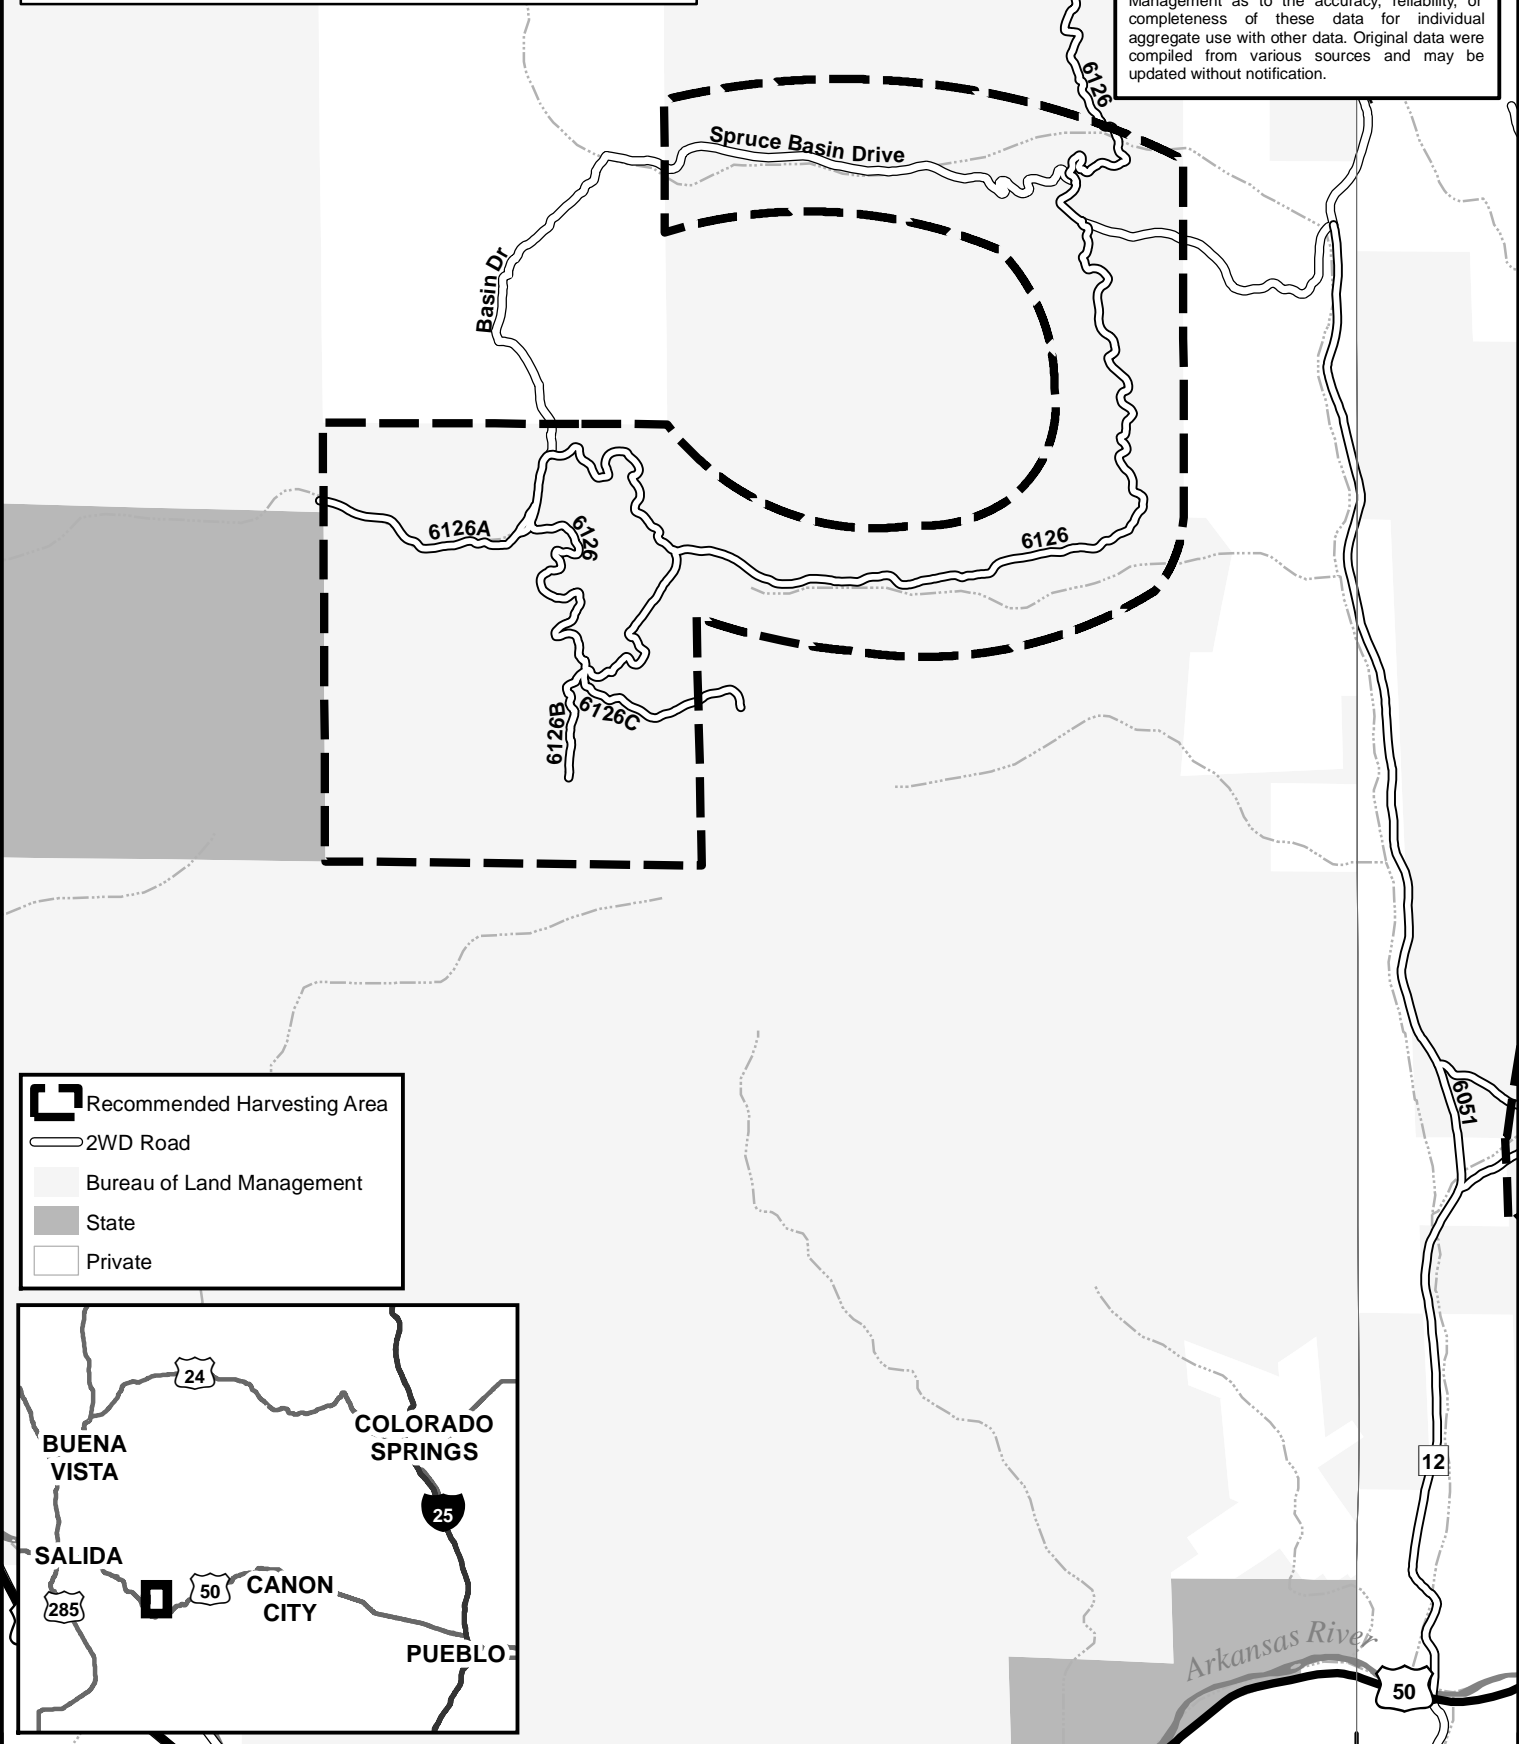 Management as to the accuracy, reliability, or
completeness of these data for individual
aggregate use with other data. Original data were
compiled from various sources and may be
updated without notification.
6126
Spruce Basin Drive
Basin Dr
6126A
6126
6126
6126B
6126C
6051
Recommended Harvesting Area
2WD Road
Bureau of Land Management
State
Private
24
COLORADO
SPRINGS
BUENA
VISTA
25
SALIDA
50
CANON
CITY
285
PUEBLO
12
Arkansas River
50